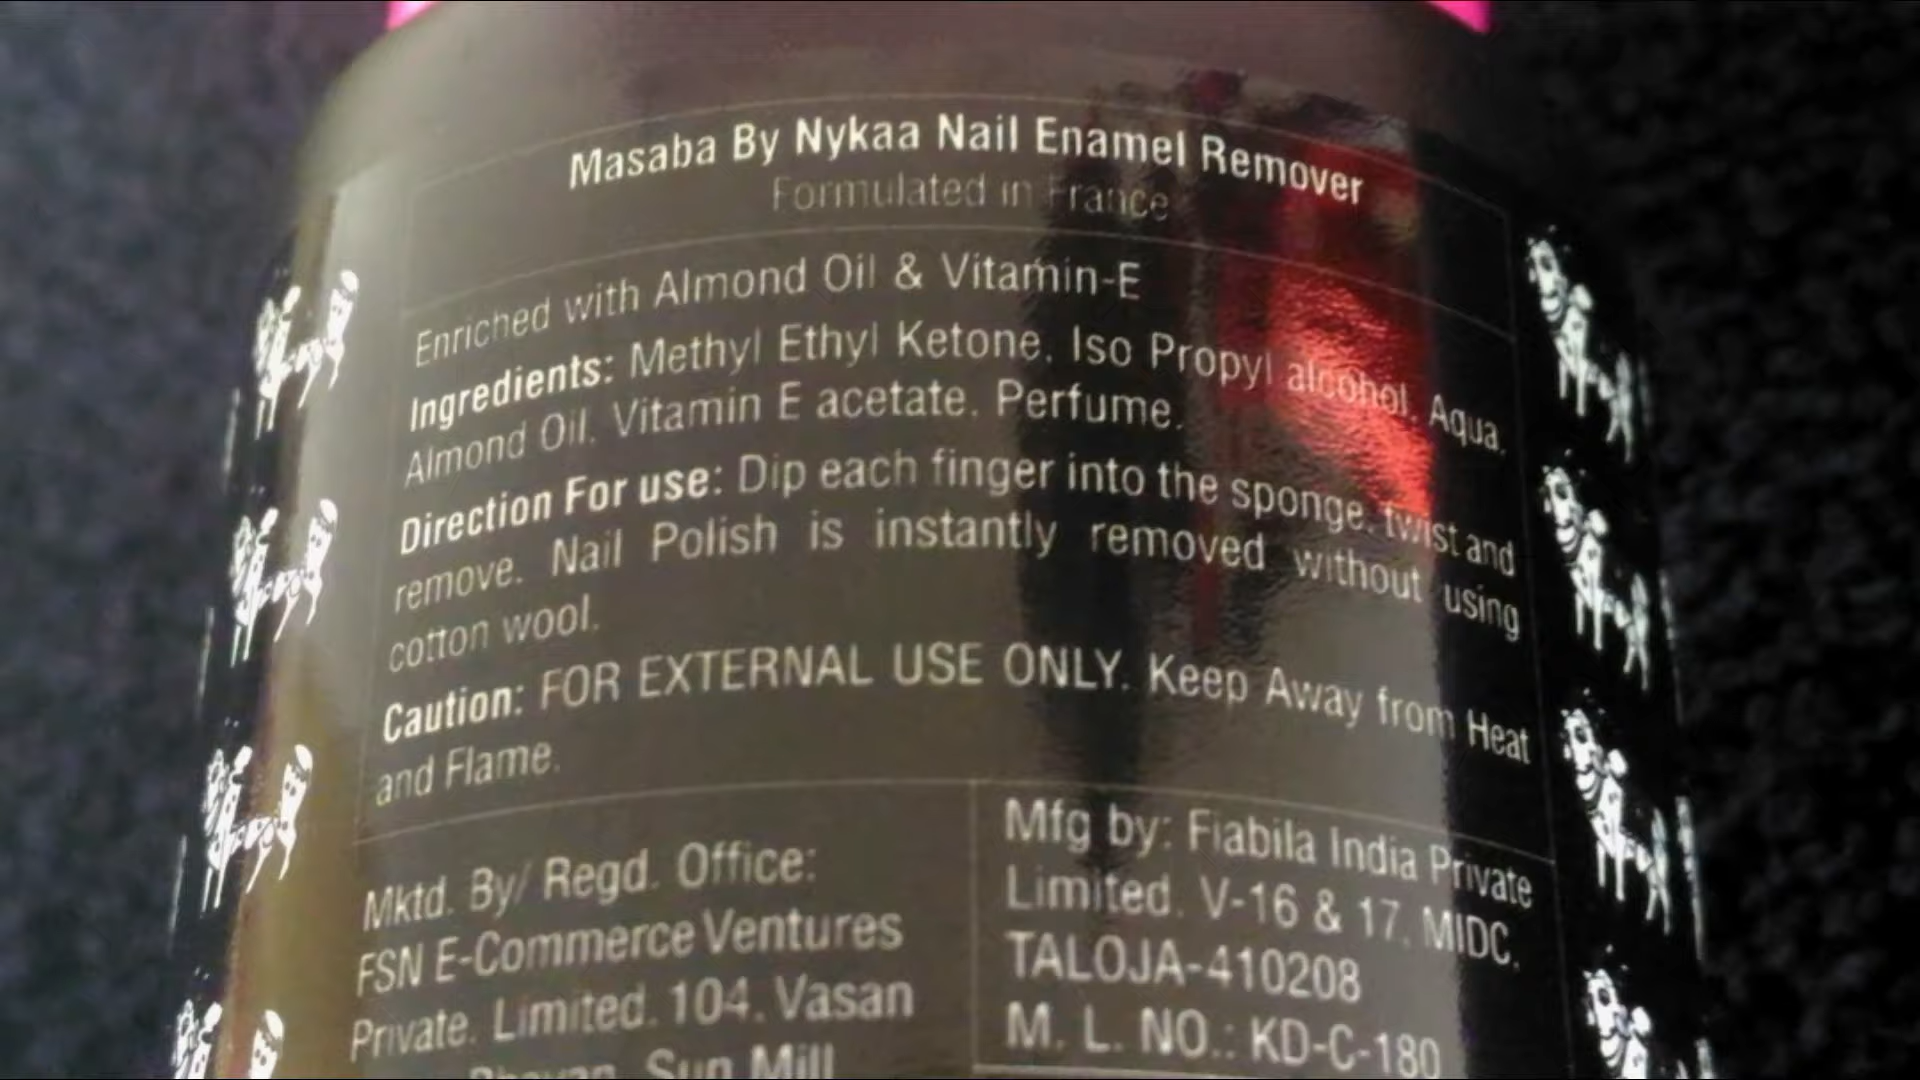 Masaba By Nykaa Nail Enamel Remover
Formulated in France
Enriched with Almond Oil & Vitamin-E
Ingredients: Methyl Ethyl Ketone, Iso Propyl alcohol, Aqua,
Almond Oil, Vitamin E acetate, Perfume.
Direction For use: Dip each finger into the sponge, twist and
remove. Nail Polish is instantly removed without using
cotton wool.
Caution: FOR EXTERNAL USE ONLY. Keep Away from Heat
and Flame.
Mktd. By/ Regd. Office:
FSN E-Commerce Ventures
Private. Limited. 104. Vasan
Bhavan, Sun Mill
Mfg by: Fiabila India Private
Limited. V-16 & 17, MIDC,
TALOJA-410208
M. L. NO.: KD-C-180